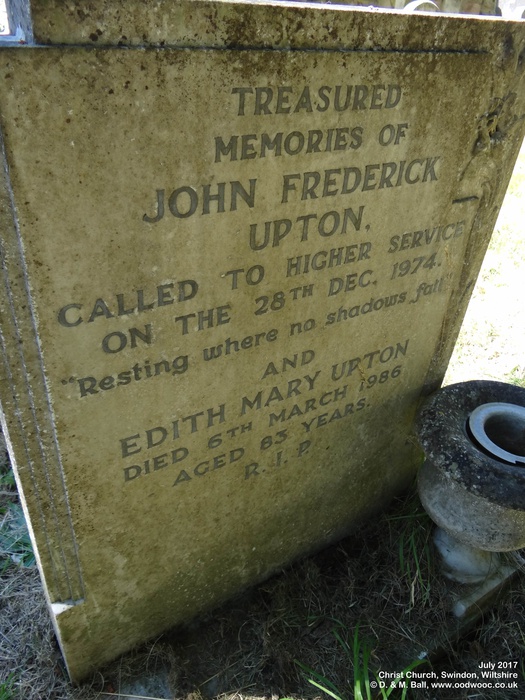 TREASURED
MEMORIES OF
JOHN FREDERICK
UPTON,
CALLED TO HIGHER SERVICE
ON THE 28TH DEC, 1974.
"Resting where no shadows fall"
AND
EDITH MARY UPTON
DIED 6TH MARCH 1986
AGED 83 YEARS.
R.I.P.
July 2017
Christ Church, Swindon, Wiltshire
© D. & M. Ball, www.oodwooc.co.uk